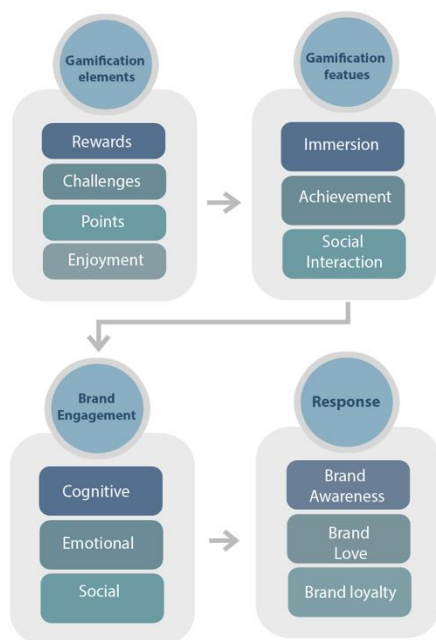 Gamification
elements
Rewards
Challenges
Points
Enjoyment
Gamification
featues
Immersion
Achievement
Social
Interaction
Brand
Engagement
Cognitive
Emotional
Social
Response
Brand
Awareness
Brand
Love
Brand loyalty